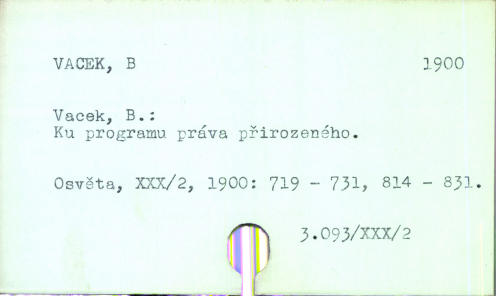 VACEK, B 1900
Vacek, B.:
Ku programu práva přirozeného.
Osvěta, XXX/2, 1900: 719 - 731, 814 - 831.
3.093/XXX/2